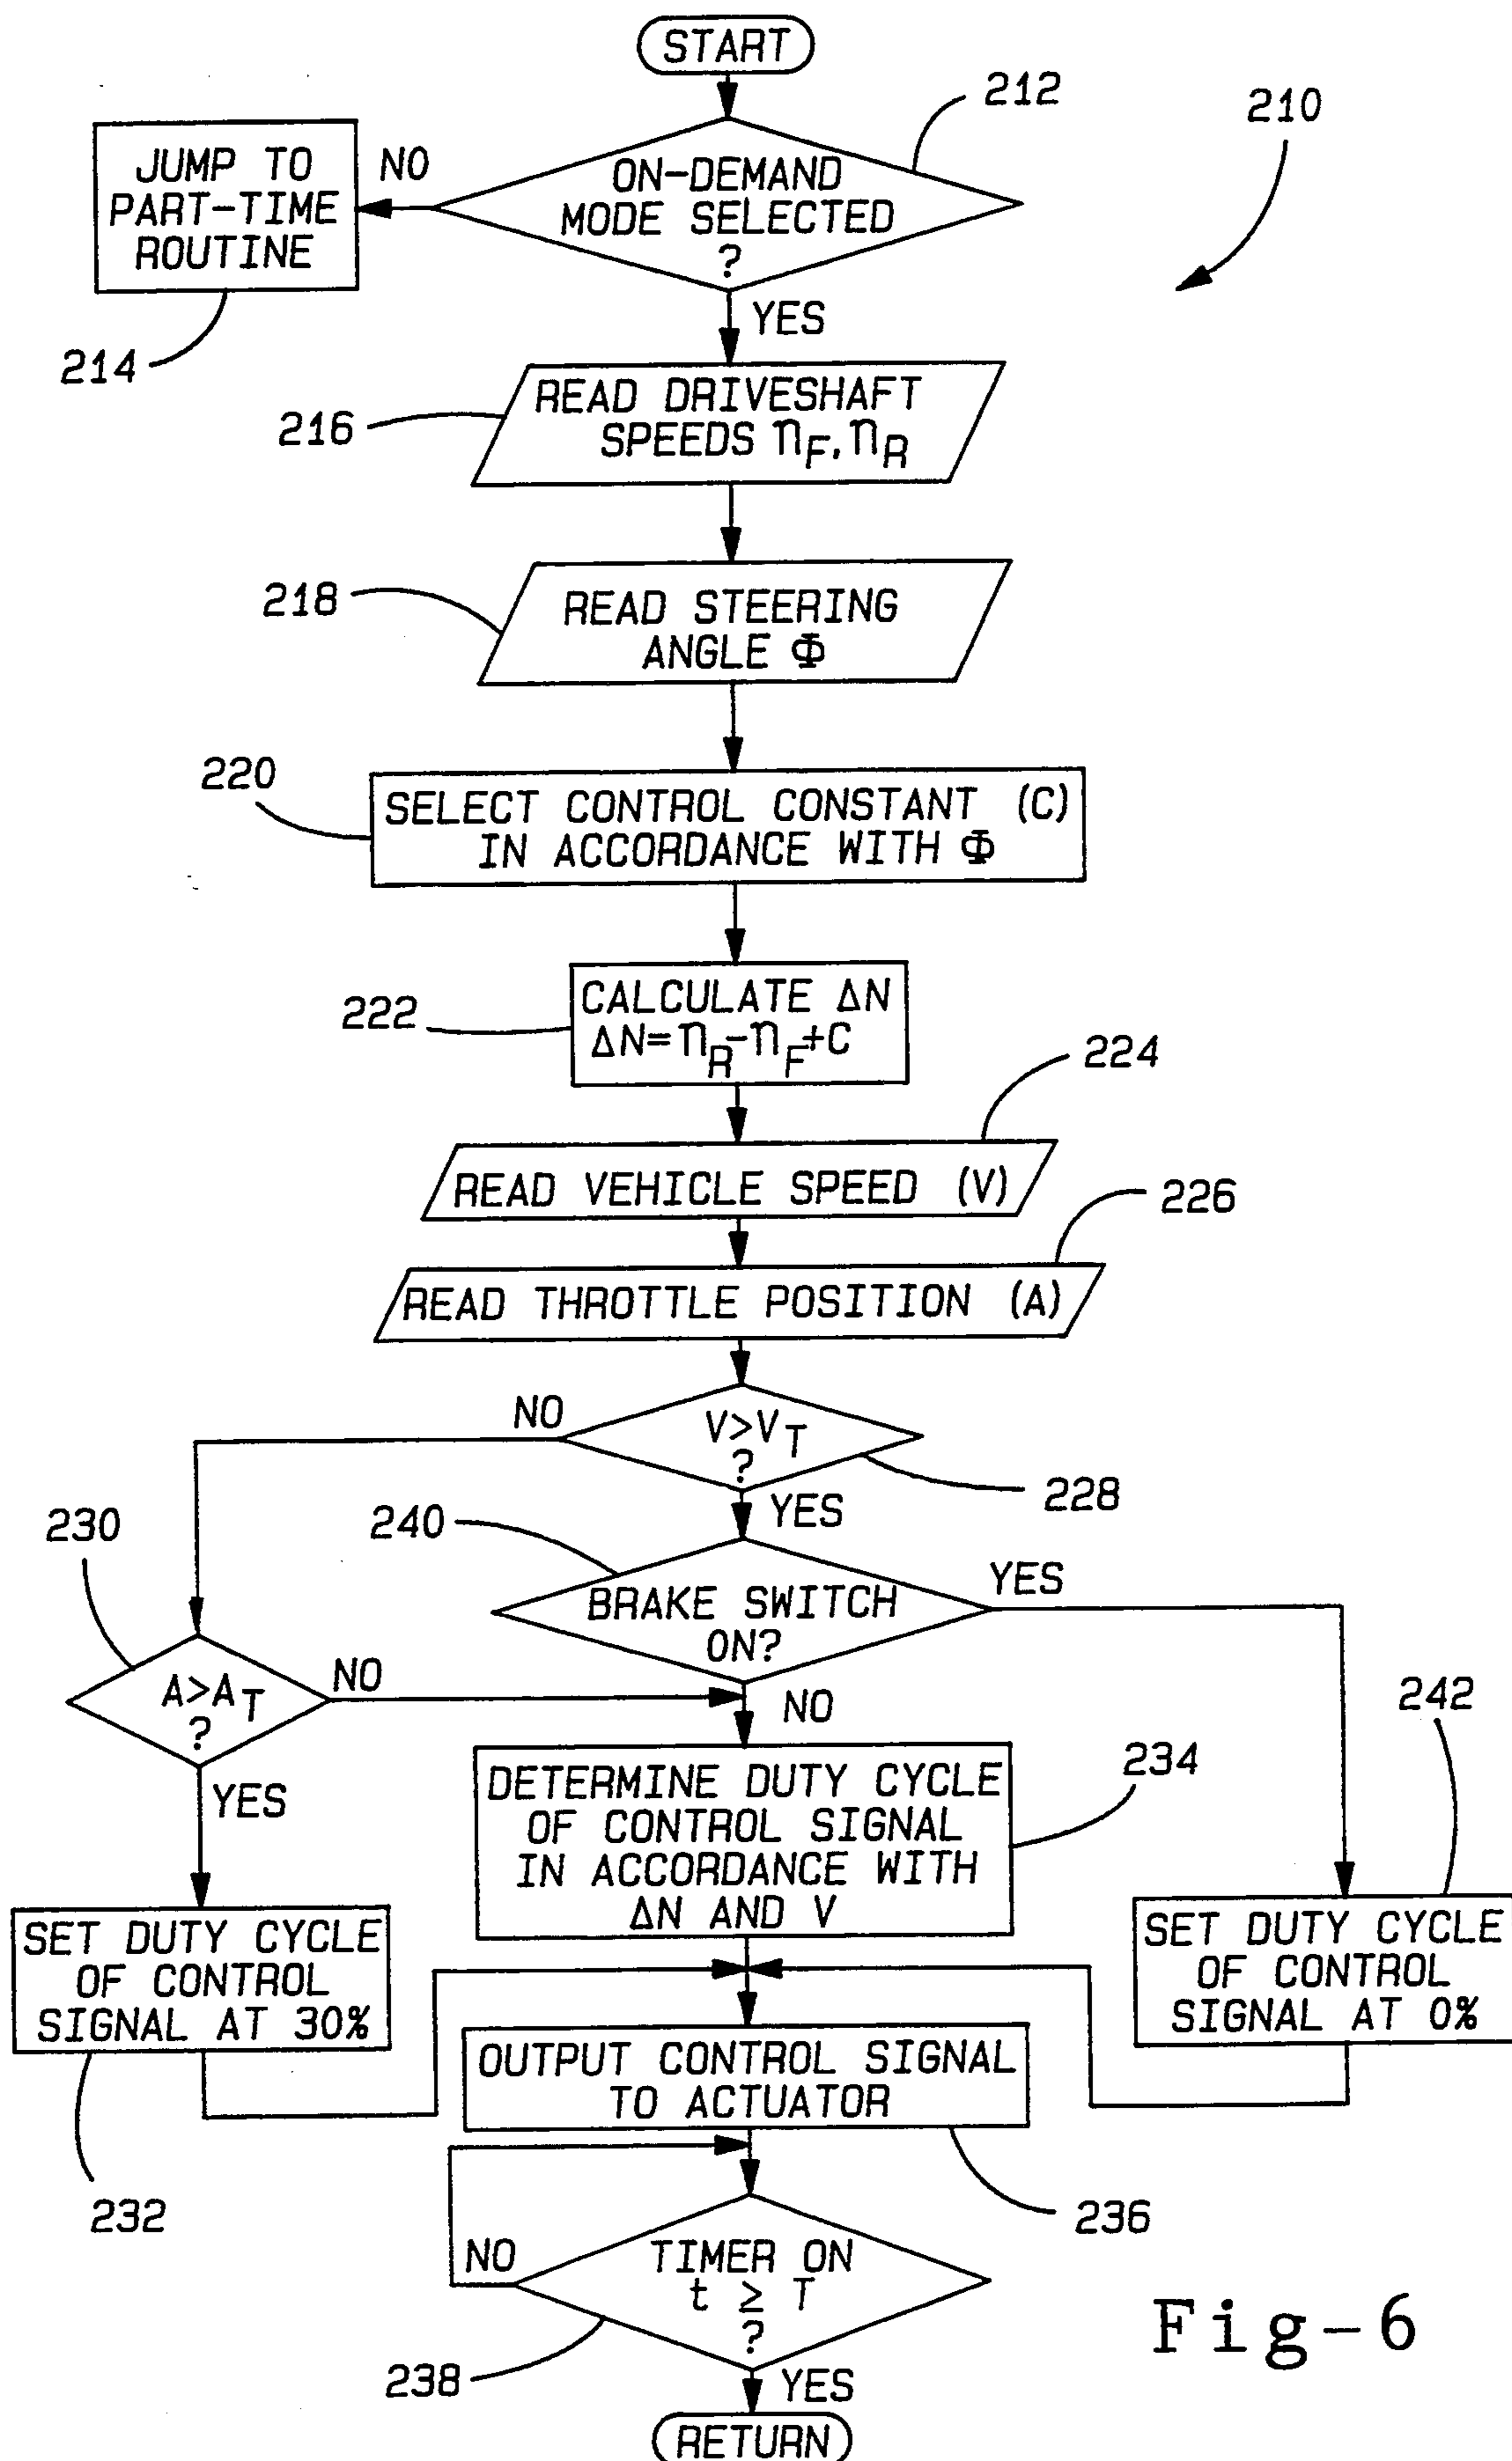 START
212
210
JUMP TO
PART-TIME
ROUTINE
NO
ON-DEMAND
MODE SELECTED
?
214
YES
216
READ DRIVESHAFT
SPEEDS ηF, ηR
218
READ STEERING
ANGLE Φ
220
SELECT CONTROL CONSTANT (C)
IN ACCORDANCE WITH Φ
222
CALCULATE ΔN
ΔN=ηR-ηF+C
224
READ VEHICLE SPEED (V)
226
READ THROTTLE POSITION (A)
NO
V>VT
?
228
YES
230
240
BRAKE SWITCH
ON?
YES
A>AT
?
NO
NO
242
YES
DETERMINE DUTY CYCLE
OF CONTROL SIGNAL
IN ACCORDANCE WITH
ΔN AND V
234
SET DUTY CYCLE
OF CONTROL
SIGNAL AT 30%
SET DUTY CYCLE
OF CONTROL
SIGNAL AT 0%
OUTPUT CONTROL SIGNAL
TO ACTUATOR
232
236
NO
TIMER ON
t ≥ T
?
238
YES
RETURN
Fig-6